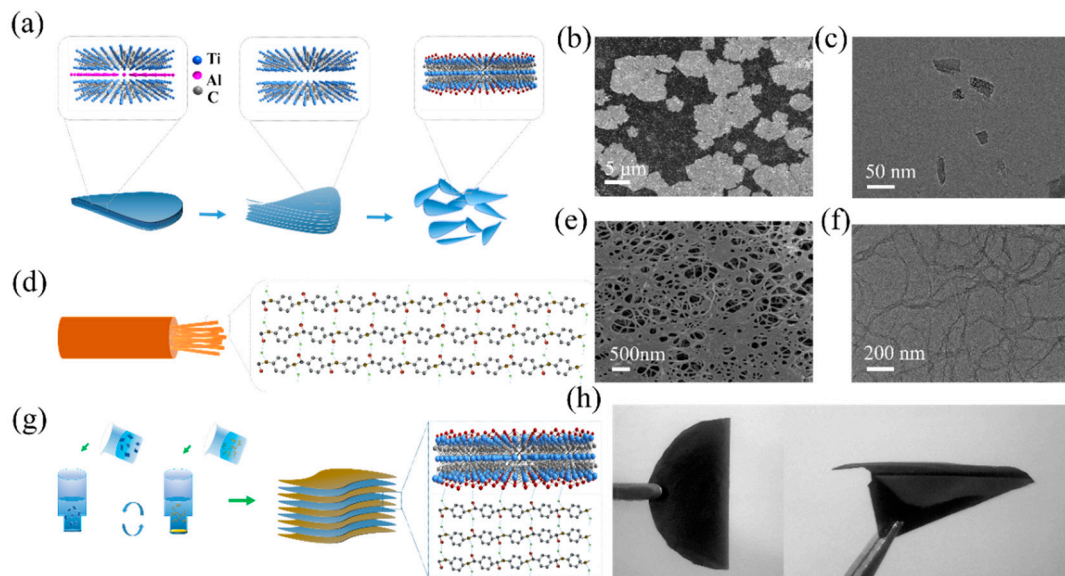 (a)
Ti
Al
C
(b)
5 μm
(c)
50 nm
(d)
(e)
500nm
(f)
200 nm
(g)
(h)